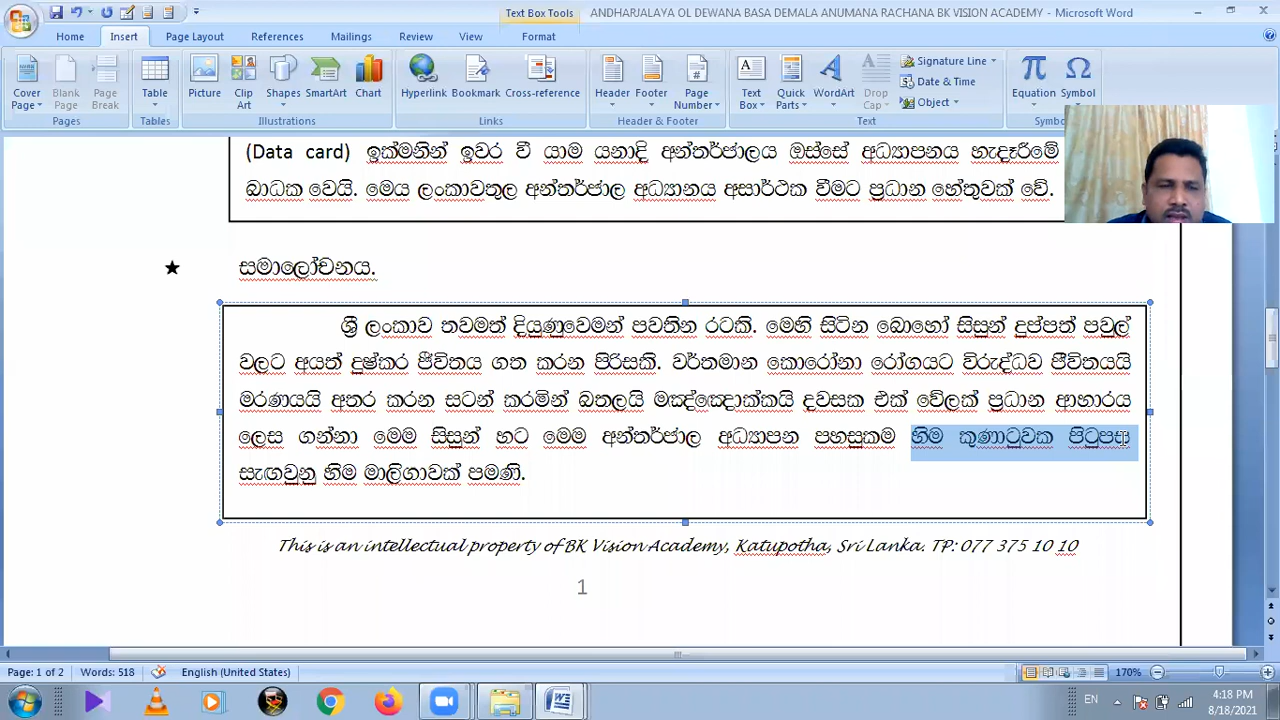 Text Box Tools
ANDHARJALAYA OL DEWANA BASA DEMALA ANUMANA RACHANA BK VISION ACADEMY - Microsoft Word
Home Insert Page Layout References Mailings Review View Format
Cover Page Blank Page Page Break Table Picture Clip Art Shapes SmartArt Chart Hyperlink Bookmark Cross-reference Header Footer Page Number Text Box Quick Parts WordArt Drop Cap Signature Line Date & Time Object Equation Symbol
Pages Tables Illustrations Links Header & Footer Text
(Data card) ඉක්මනින් ඉවර වී යාම යනාදි අන්තර්ජාලය ඔස්සේ අධ්‍යාපනය හැදෑරීමේ
බාධක වෙයි. මෙය ලංකාවතුල අන්තර්ජාල අධ්‍යානය අසාර්ථක වීමට ප්‍රධාන හේතුවක් වේ.
★ සමාලෝචනය.
ශ්‍රී ලංකාව තවමත් දියුණුවෙමන් පවතින රටකි. මෙහි සිටින බොහෝ සිසුන් දුප්පත් පවුල්
වලට අයත් දුෂ්කර ජීවිතය ගත කරන පිරිසකි. වර්තමාන කොරෝනා රෝගයට විරුද්ධව පීවිතයයි
මරණයයි අතර කරන සටන් කරමින් බතලයි මඤ්ඤොක්කයි දවසක එක් වේලක් ප්‍රධාන ආහාරය
ලෙස ගන්නා මෙම සිසුන් හට මෙම අන්තර්ජාල අධ්‍යාපන පහසුකම හිම කුණාටුවක පිටුපස
සැඟවුනු හිම මාලිගාවක් පමණි.
This is an intellectual property of BK Vision Academy, Katupotha, Sri Lanka. TP: 077 375 10 10
1
Page: 1 of 2 Words: 518 English (United States) 170%
EN 4:18 PM
8/18/2021